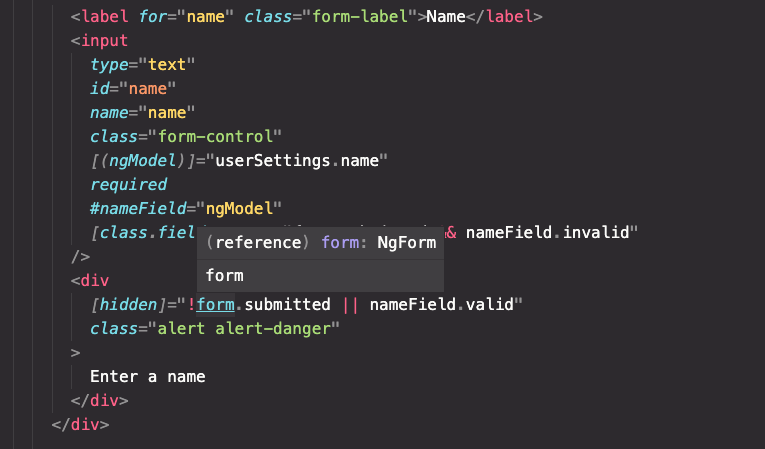 <label for="name" class="form-label">Name</label>
<input
type="text"
id="name"
name="name"
class="form-control"
[(ngModel)]="userSettings.name"
required
#nameField="ngModel"
[class.fiel & nameField.invalid"
(reference) form: NgForm
/>
form
<div
[hidden]="!form.submitted || nameField.valid"
class="alert alert-danger"
>
Enter a name
</div>
</div>